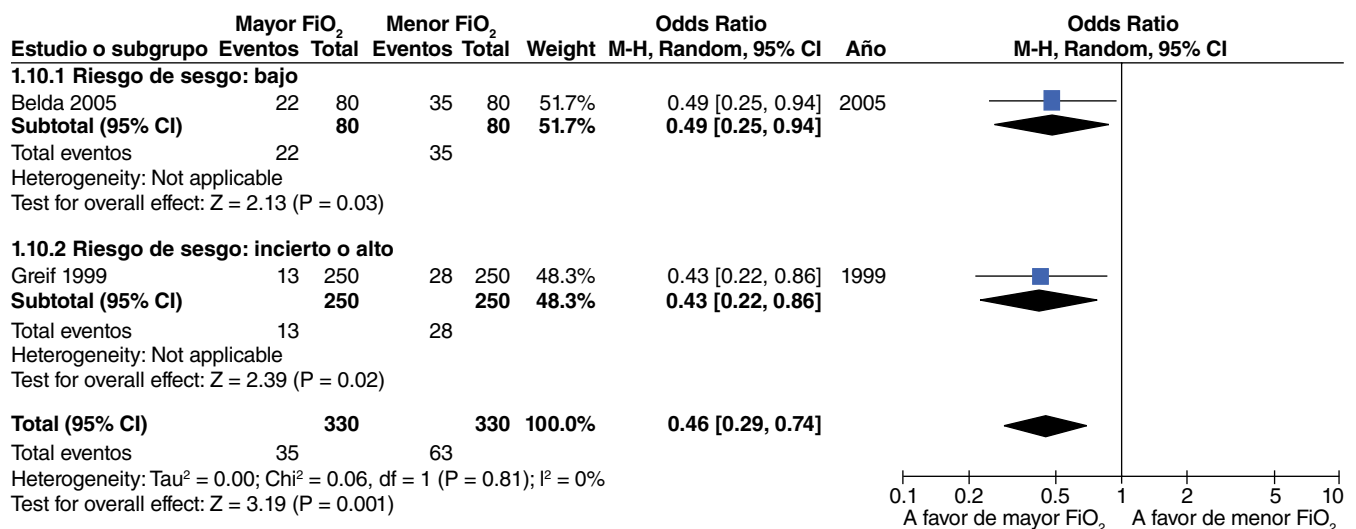 Mayor FiO2 Menor FiO2 Odds Ratio Odds Ratio
Estudio o subgrupo Eventos Total Eventos Total Weight M-H, Random, 95% CI Año M-H, Random, 95% CI
1.10.1 Riesgo de sesgo: bajo
Belda 2005 22 80 35 80 51.7% 0.49 [0.25, 0.94] 2005
Subtotal (95% CI) 80 80 51.7% 0.49 [0.25, 0.94]
Total eventos 22 35
Heterogeneity: Not applicable
Test for overall effect: Z = 2.13 (P = 0.03)
1.10.2 Riesgo de sesgo: incierto o alto
Greif 1999 13 250 28 250 48.3% 0.43 [0.22, 0.86] 1999
Subtotal (95% CI) 250 250 48.3% 0.43 [0.22, 0.86]
Total eventos 13 28
Heterogeneity: Not applicable
Test for overall effect: Z = 2.39 (P = 0.02)
Total (95% CI) 330 330 100.0% 0.46 [0.29, 0.74]
Total eventos 35 63
Heterogeneity: Tau² = 0.00; Chi² = 0.06, df = 1 (P = 0.81); I² = 0%
Test for overall effect: Z = 3.19 (P = 0.001)
0.1 0.2 0.5 1 2 5 10
A favor de mayor FiO2 A favor de menor FiO2